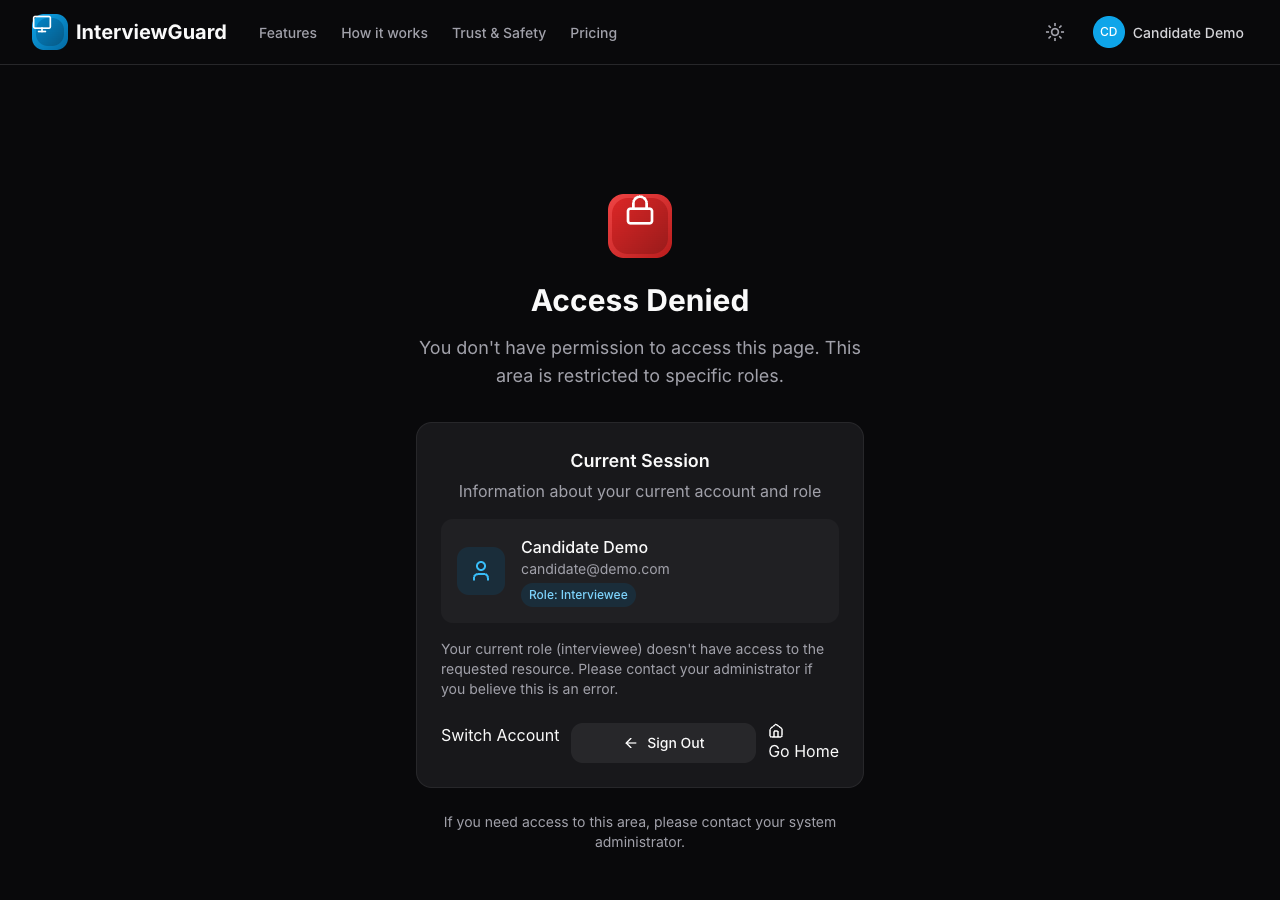 InterviewGuard
Features
How it works
Trust & Safety
Pricing
CD
Candidate Demo
Access Denied
You don't have permission to access this page. This
area is restricted to specific roles.
Current Session
Information about your current account and role
Candidate Demo
candidate@demo.com
Role: Interviewee
Your current role (interviewee) doesn't have access to the
requested resource. Please contact your administrator if
you believe this is an error.
Switch Account
Sign Out
Go Home
If you need access to this area, please contact your system
administrator.